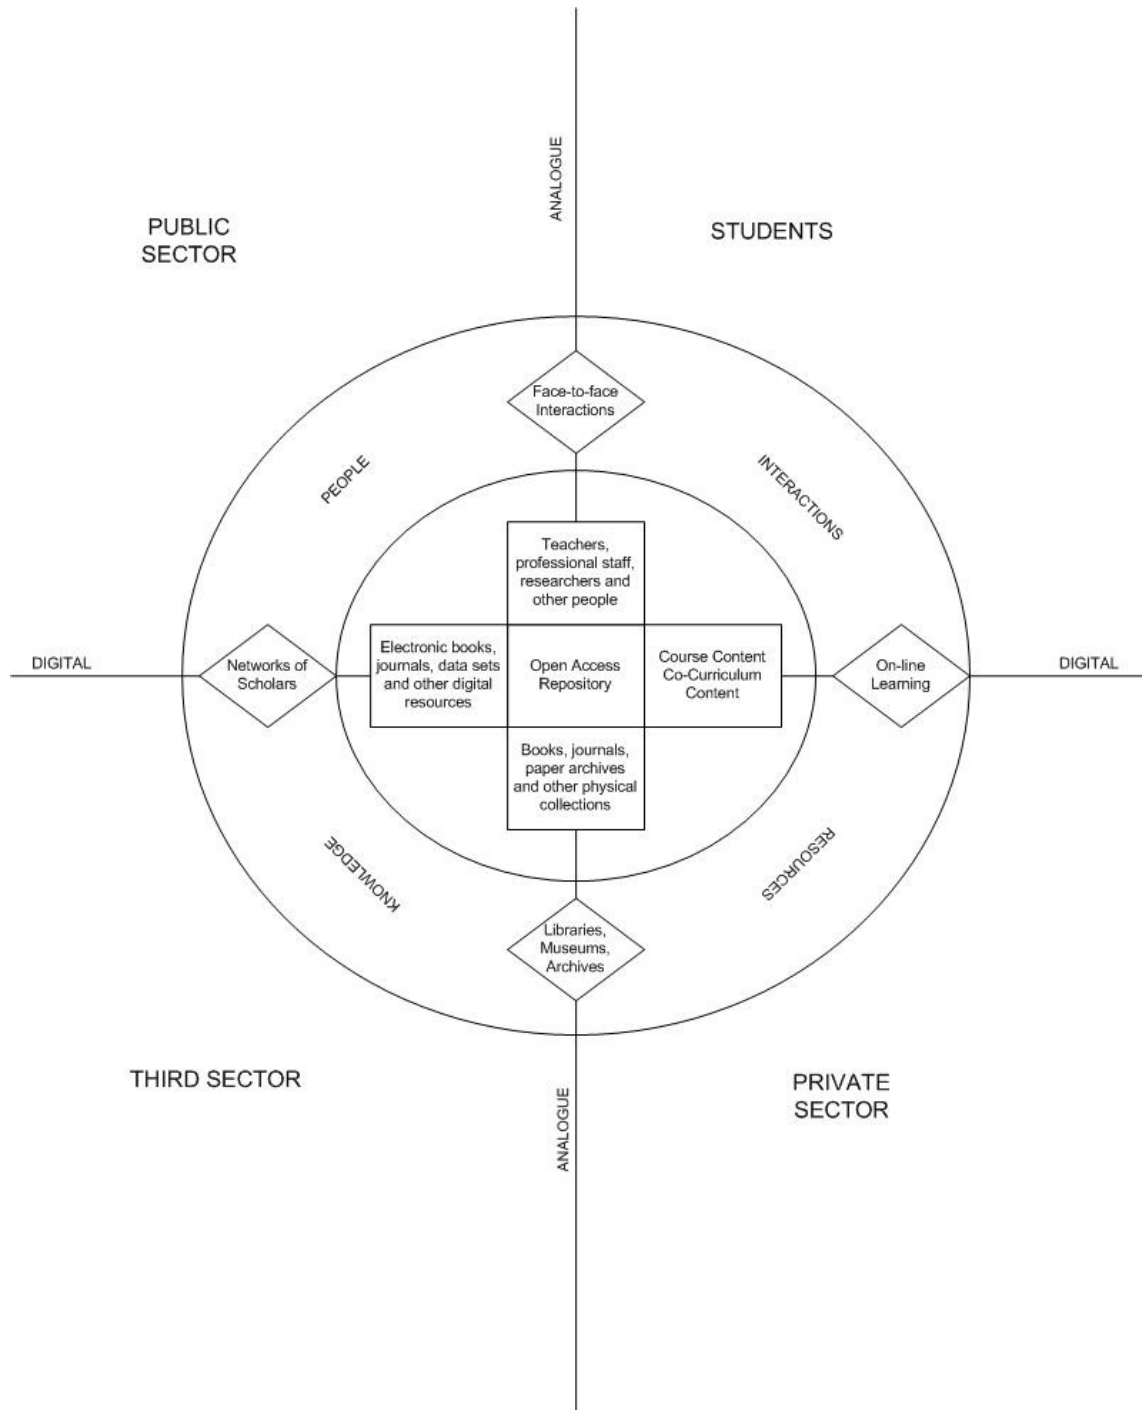 ANALOGUE
PUBLIC
SECTOR
STUDENTS
Face-to-face
Interactions
PEOPLE
INTERACTIONS
Teachers,
professional staff,
researchers and
other people
DIGITAL
Networks of
Scholars
Electronic books,
journals, data sets
and other digital
resources
Open Access
Repository
Course Content
Co-Curriculum
Content
On-line
Learning
DIGITAL
Books, journals,
paper archives
and other physical
collections
KNOWLEDGE
RESOURCES
Libraries,
Museums,
Archives
THIRD SECTOR
PRIVATE
SECTOR
ANALOGUE